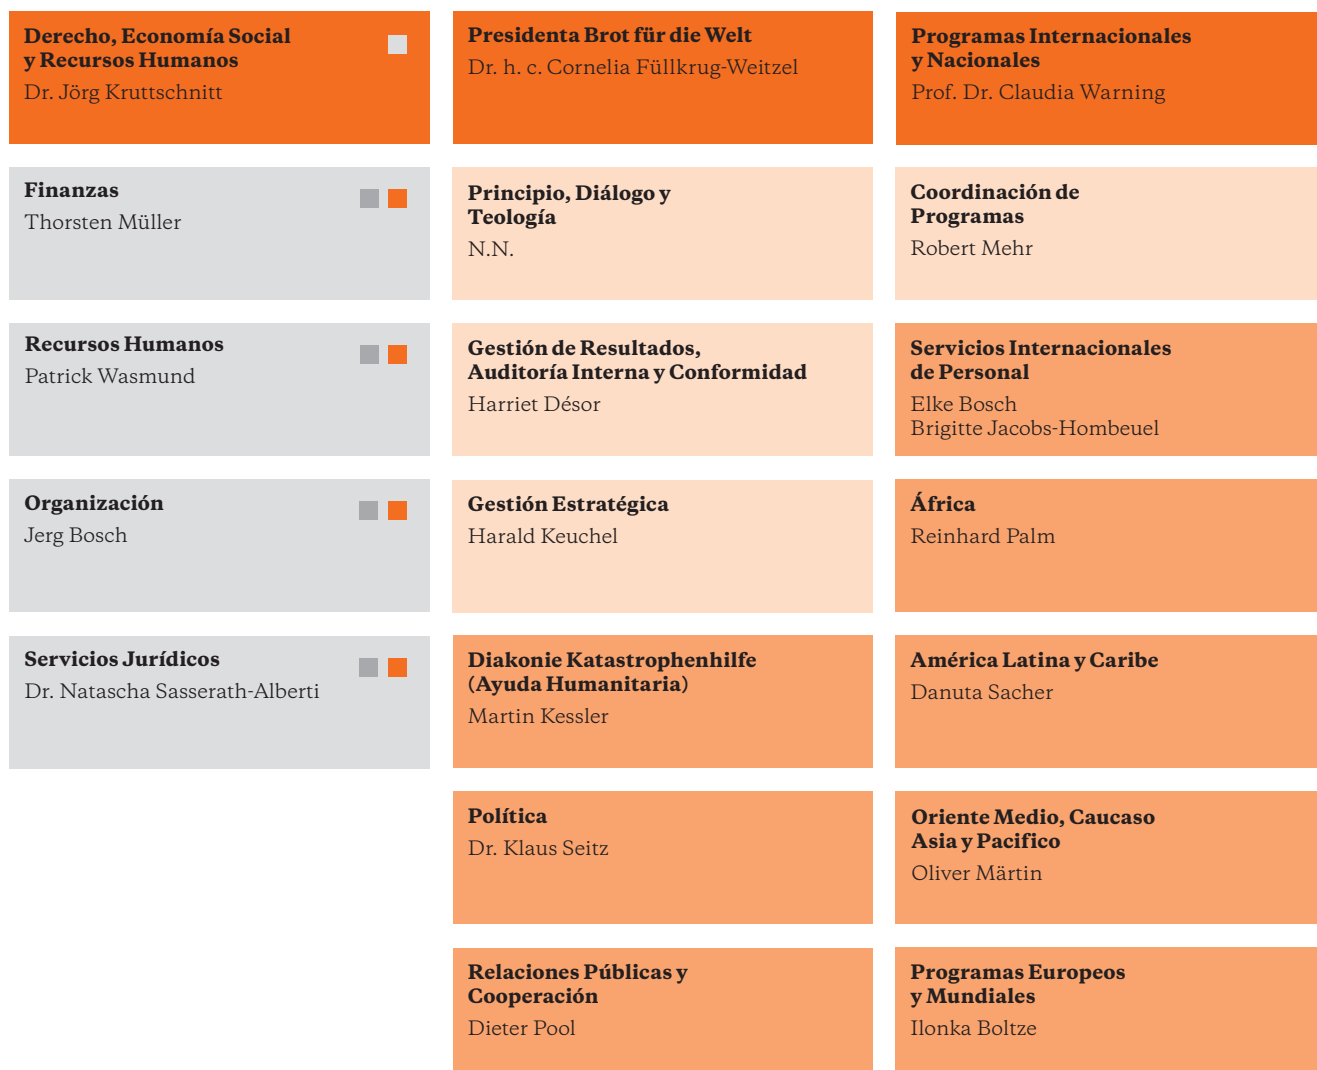 Derecho, Economía Social
y Recursos Humanos
Dr. Jörg Kruttschnitt
Finanzas
Thorsten Müller
Recursos Humanos
Patrick Wasmund
Organización
Jerg Bosch
Servicios Jurídicos
Dr. Natascha Sasserath-Alberti
Presidenta Brot für die Welt
Dr. h. c. Cornelia Füllkrug-Weitzel
Principio, Diálogo y
Teología
N.N.
Gestión de Resultados,
Auditoría Interna y Conformidad
Harriet Désor
Gestión Estratégica
Harald Keuchel
Diakonie Katastrophenhilfe
(Ayuda Humanitaria)
Martin Kessler
Política
Dr. Klaus Seitz
Relaciones Públicas y
Cooperación
Dieter Pool
Programas Internacionales
y Nacionales
Prof. Dr. Claudia Warning
Coordinación de
Programas
Robert Mehr
Servicios Internacionales
de Personal
Elke Bosch
Brigitte Jacobs-Hombeuel
África
Reinhard Palm
América Latina y Caribe
Danuta Sacher
Oriente Medio, Caucaso
Asia y Pacifico
Oliver Märtin
Programas Europeos
y Mundiales
Ilonka Boltze